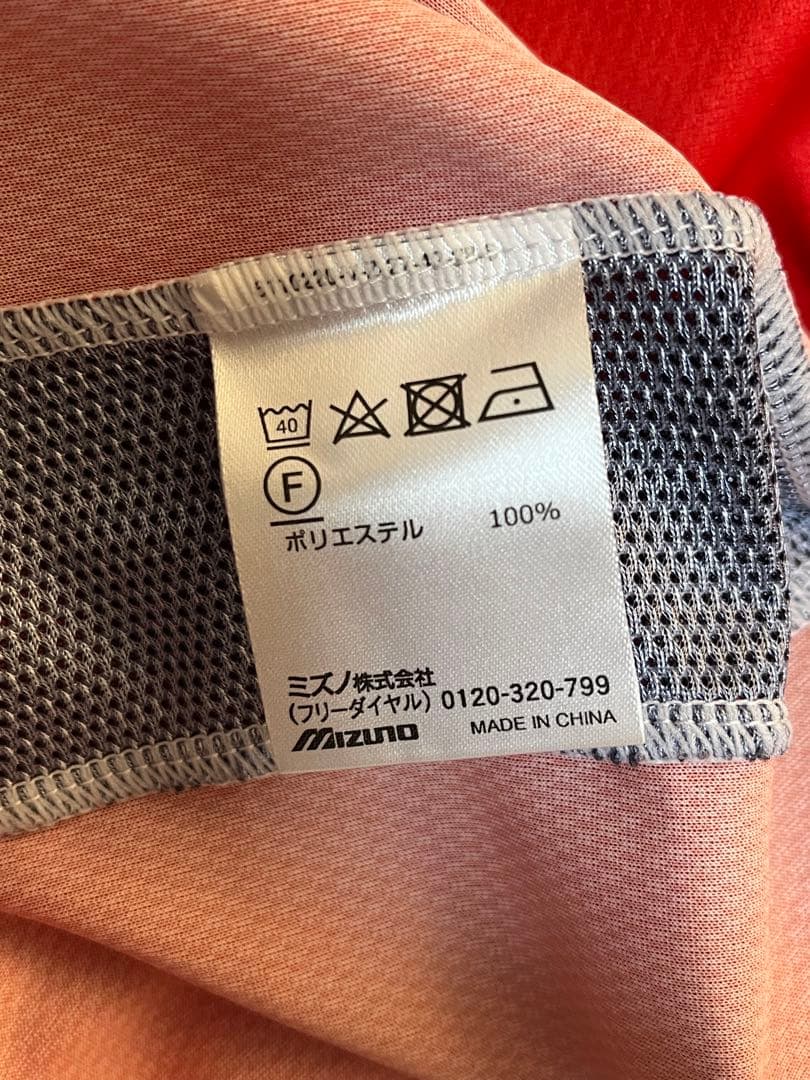 40
F
ポリエステル 100%
ミズノ株式会社
(フリーダイヤル) 0120-320-799
MIZUNO MADE IN CHINA